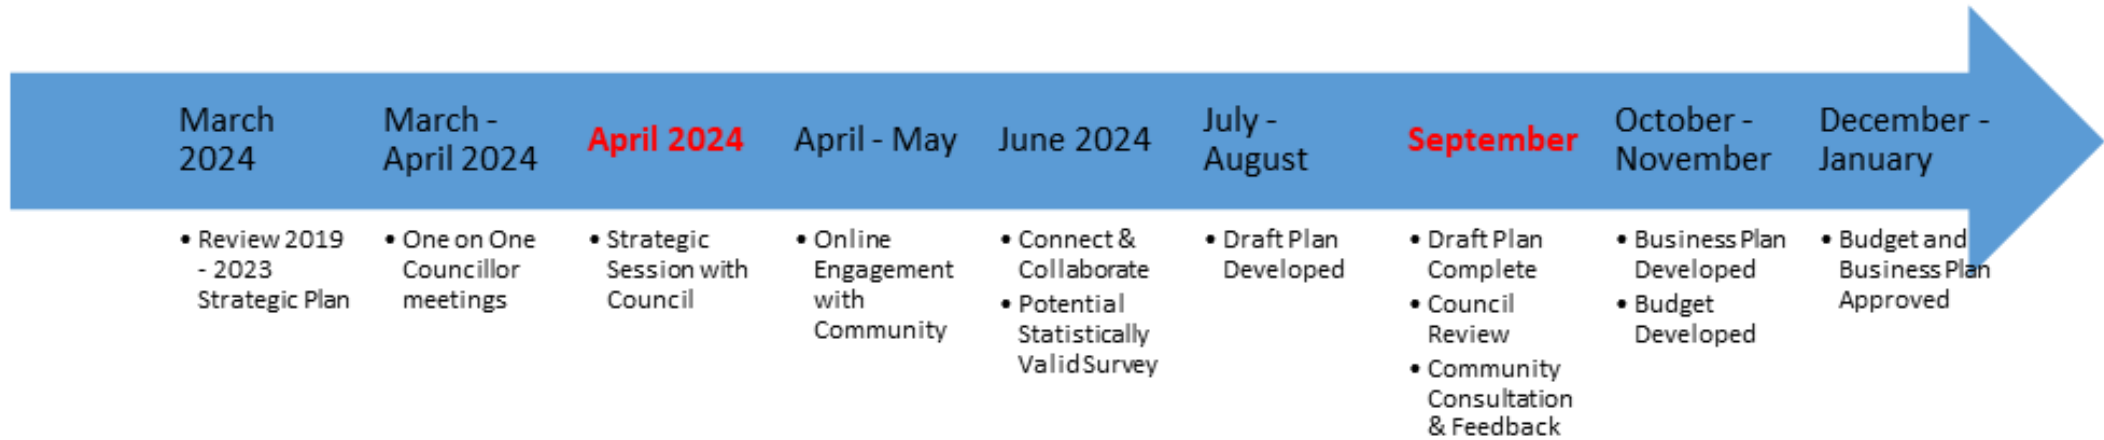 March
2024
March -
April 2024
April 2024
April - May
June 2024
July -
August
September
October -
November
December -
January
• Review 2019
- 2023
Strategic Plan
• One on One
Councillor
meetings
• Strategic
Session with
Council
• Online
Engagement
with
Community
• Connect &
Collaborate
• Potential
Statistically
Valid Survey
• Draft Plan
Developed
• Draft Plan
Complete
• Council
Review
• Community
Consultation
& Feedback
• Business Plan
Developed
• Budget
Developed
• Budget and
Business Plan
Approved